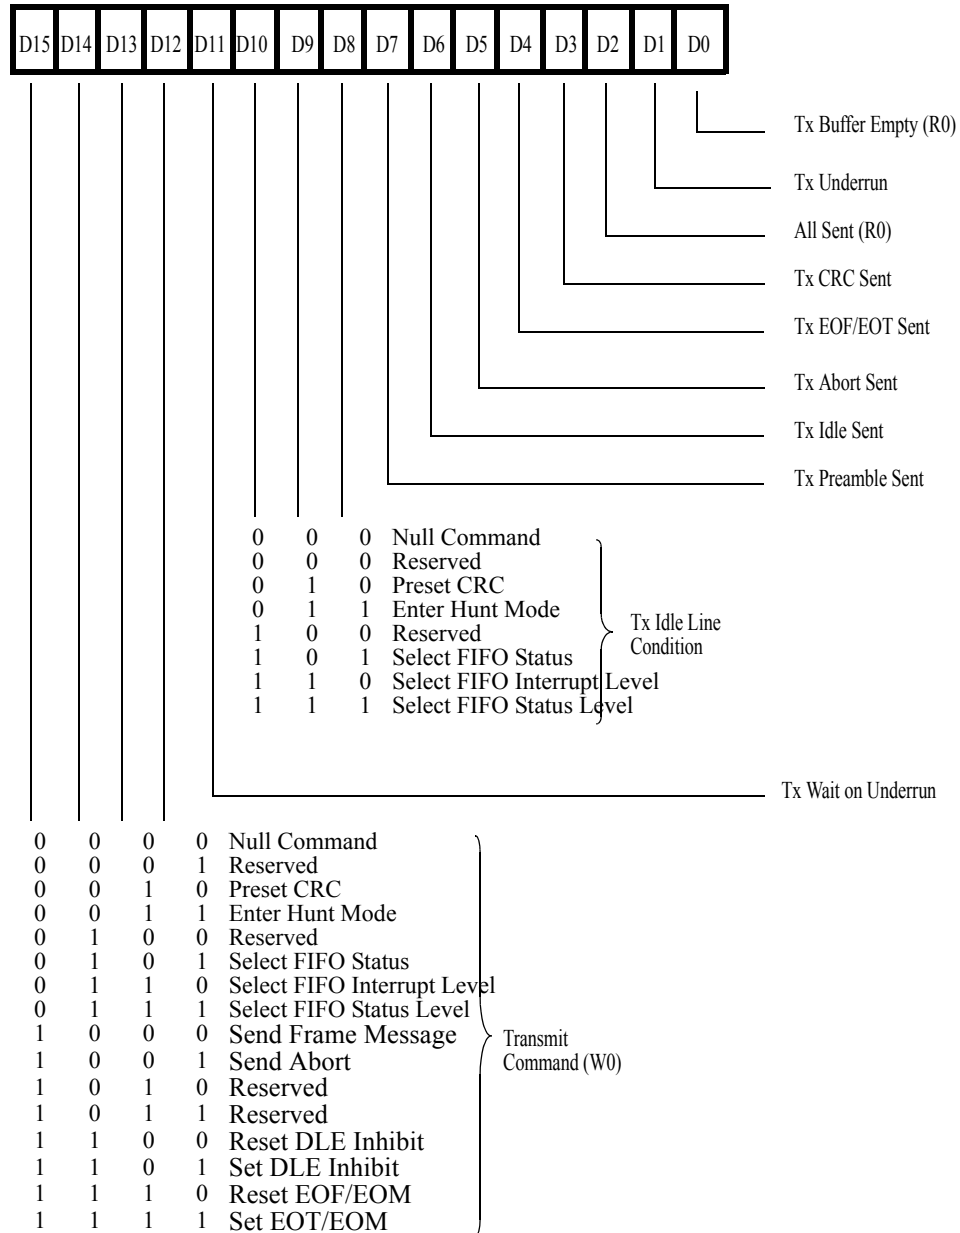 D15 D14 D13 D12 D11 D10 D9 D8 D7 D6 D5 D4 D3 D2 D1 D0
Tx Buffer Empty (R0)
Tx Underrun
All Sent (R0)
Tx CRC Sent
Tx EOF/EOT Sent
Tx Abort Sent
Tx Idle Sent
Tx Preamble Sent
0 0 0 Null Command
0 0 0 Reserved
0 1 0 Preset CRC
0 1 1 Enter Hunt Mode
1 0 0 Reserved
1 0 1 Select FIFO Status
1 1 0 Select FIFO Interrupt Level
1 1 1 Select FIFO Status Level
Tx Idle Line
Condition
Tx Wait on Underrun
0 0 0 0 Null Command
0 0 0 1 Reserved
0 0 1 0 Preset CRC
0 0 1 1 Enter Hunt Mode
0 1 0 0 Reserved
0 1 0 1 Select FIFO Status
0 1 1 0 Select FIFO Interrupt Level
0 1 1 1 Select FIFO Status Level
1 0 0 0 Send Frame Message
1 0 0 1 Send Abort
1 0 1 0 Reserved
1 0 1 1 Reserved
1 1 0 0 Reset DLE Inhibit
1 1 0 1 Set DLE Inhibit
1 1 1 0 Reset EOF/EOM
1 1 1 1 Set EOT/EOM
Transmit
Command (W0)